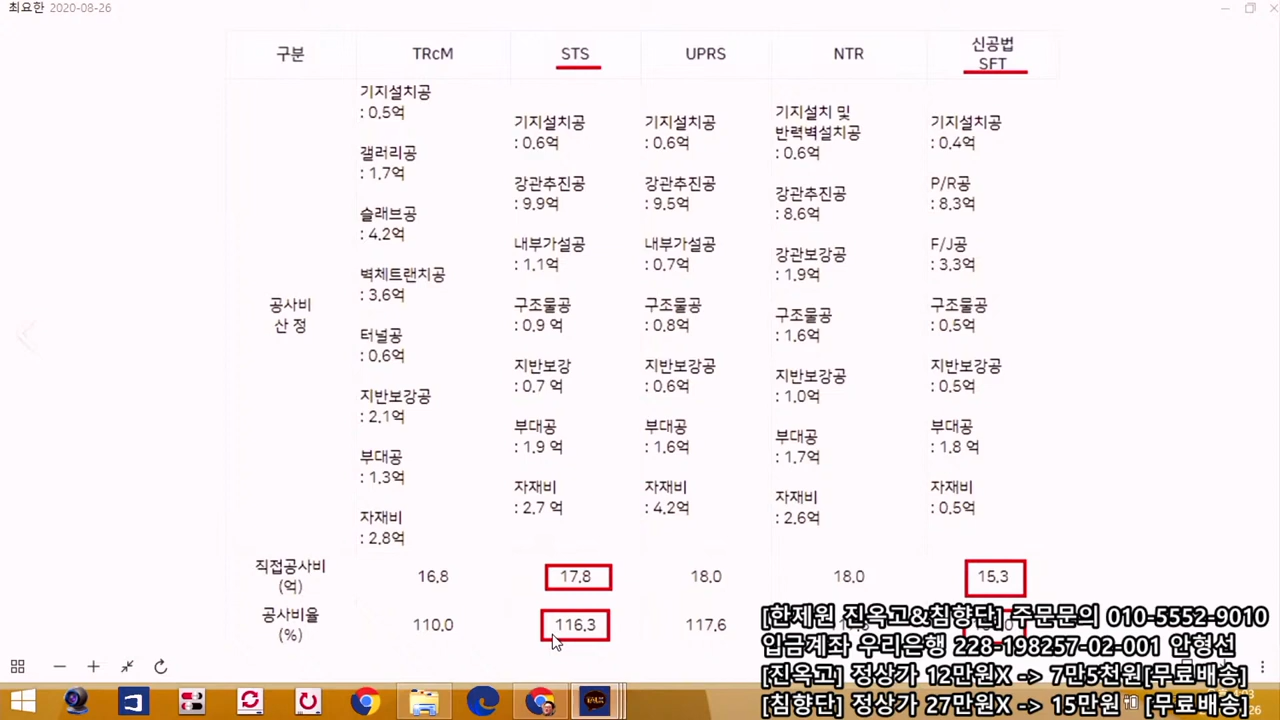 최요한 2020-08-26
구분
TRcM
STS
UPRS
NTR
신공법
SFT
공사비
산 정
기지설치공
: 0.5억
갤러리공
: 1.7억
슬래브공
: 4.2억
벽체트랜치공
: 3.6억
터널공
: 0.6억
지반보강공
: 2.1억
부대공
: 1.3억
자재비
: 2.8억
기지설치공
: 0.6억
강관추진공
: 9.9억
내부가설공
: 1.1억
구조물공
: 0.9 억
지반보강
: 0.7 억
부대공
: 1.9 억
자재비
: 2.7 억
기지설치공
: 0.6억
강관추진공
: 9.5억
내부가설공
: 0.7억
구조물공
: 0.8억
지반보강공
: 0.6억
부대공
: 1.6억
자재비
: 4.2억
기지설치 및
반력벽설치공
: 0.6억
강관추진공
: 8.6억
강관보강공
: 1.9억
구조물공
: 1.6억
지반보강공
: 1.0억
부대공
: 1.7억
자재비
: 2.6억
기지설치공
: 0.4억
P/R공
: 8.3억
F/J공
: 3.3억
구조물공
: 0.5억
지반보강공
: 0.5억
부대공
: 1.8 억
자재비
: 0.5억
직접공사비
(억)
16.8
17.8
18.0
18.0
15.3
공사비율
(%)
110.0
116.3
117.6
[한제원 진옥고&침향단] 주문문의 010-5552-9010
입금계좌 우리은행 228-198257-02-001 안형선
[진옥고] 정상가 12만원X -> 7만5천원[무료배송]
[침향단] 정상가 27만원X -> 15만원 [무료배송]